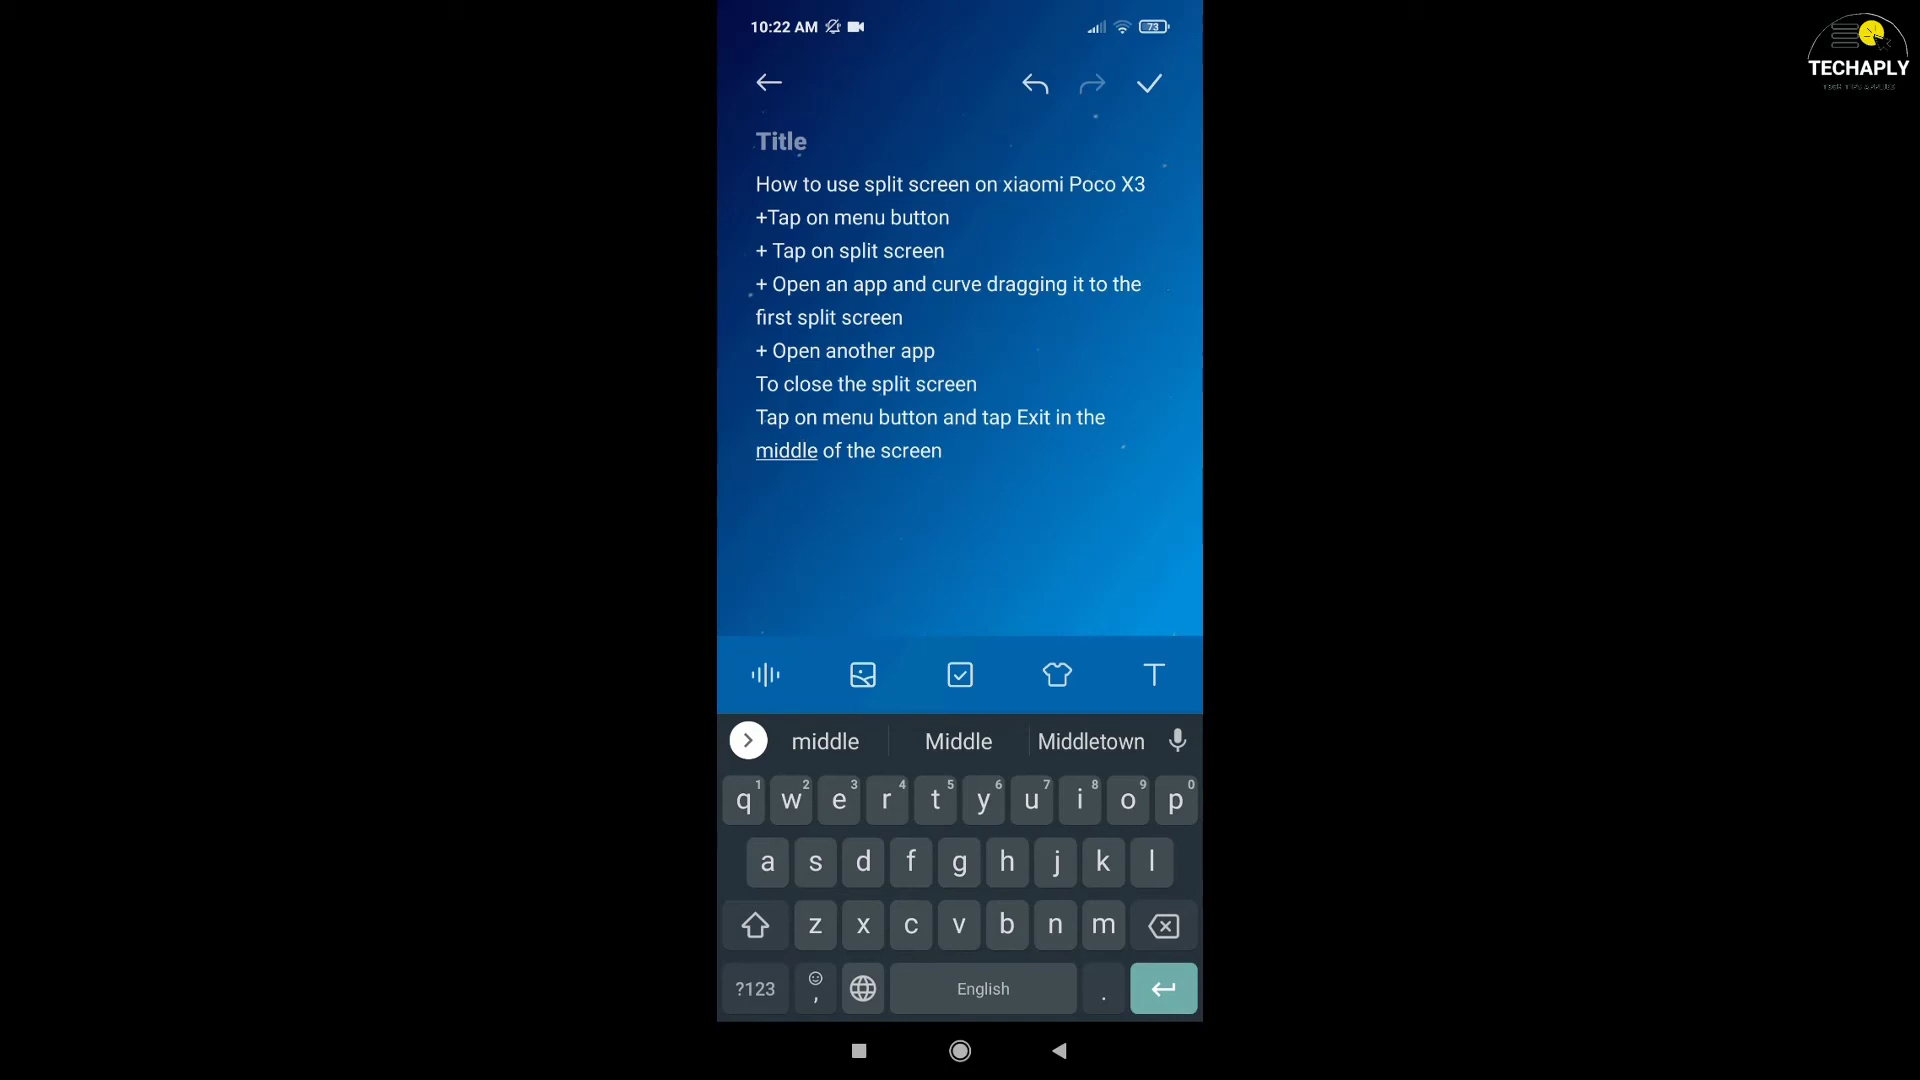 10:22 AM
73
TECHAPLY
Title
How to use split screen on xiaomi Poco X3
+Tap on menu button
+ Tap on split screen
+ Open an app and curve dragging it to the
first split screen
+ Open another app
To close the split screen
Tap on menu button and tap Exit in the
middle of the screen
middle Middle Middletown
1 2 3 4 5 6 7 8 9 0
q w e r t y u i o p
a s d f g h j k l
z x c v b n m
?123 , English .